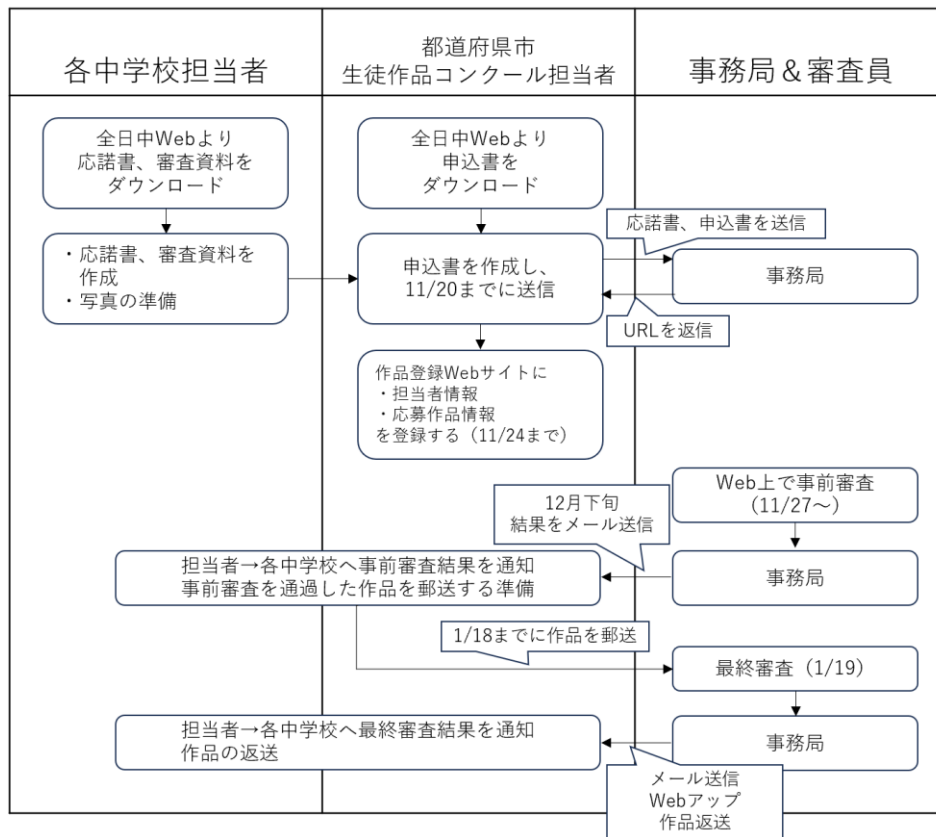 各中学校担当者
都道府県市
生徒作品コンクール担当者
事務局＆審査員
全日中Webより
応諾書、審査資料を
ダウンロード
全日中Webより
申込書を
ダウンロード
応諾書、申込書を送信
・応諾書、審査資料を
作成
・写真の準備
申込書を作成し、
11/20までに送信
事務局
URLを返信
作品登録Webサイトに
・担当者情報
・応募作品情報
を登録する（11/24まで）
Web上で事前審査
(11/27～)
12月下旬
結果をメール送信
担当者→各中学校へ事前審査結果を通知
事前審査を通過した作品を郵送する準備
事務局
1/18までに作品を郵送
最終審査（1/19）
担当者→各中学校へ最終審査結果を通知
作品の返送
事務局
メール送信
Webアップ
作品返送